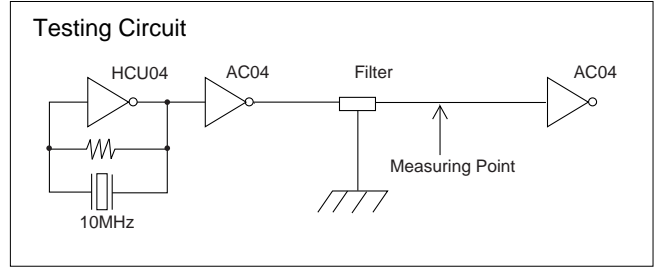 Testing Circuit
HCU04
AC04
Filter
AC04
Measuring Point
10MHz